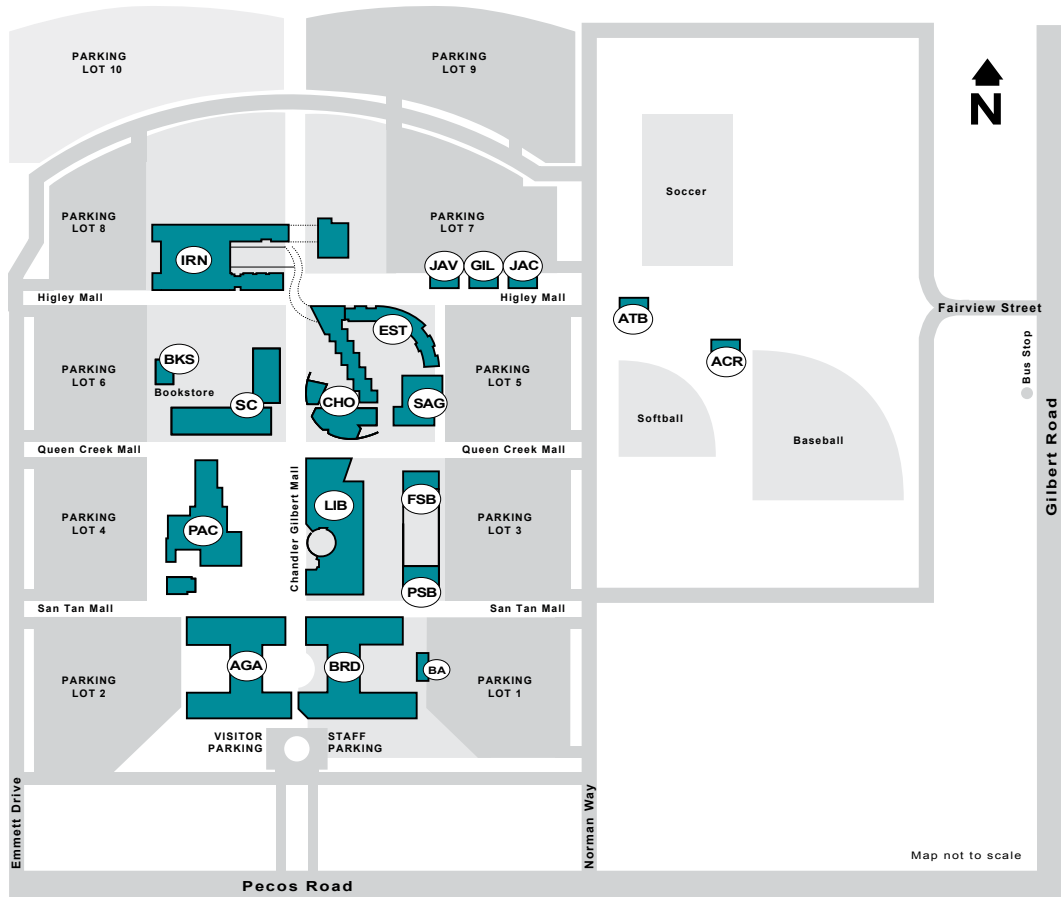 PARKING
LOT 10
PARKING
LOT 9
N
Soccer
PARKING
LOT 8
PARKING
LOT 7
IRN
JAV
GIL
JAC
Higley Mall
Higley Mall
ATB
Fairview Street
EST
BKS
Bookstore
ACR
Bus Stop
PARKING
LOT 6
PARKING
LOT 5
SC
CHO
SAG
Softball
Baseball
Queen Creek Mall
Queen Creek Mall
Gilbert Road
Chandler Gilbert Mall
LIB
FSB
PARKING
LOT 4
PAC
PARKING
LOT 3
PSB
San Tan Mall
San Tan Mall
AGA
BRD
BA
PARKING
LOT 2
PARKING
LOT 1
VISITOR
PARKING
STAFF
PARKING
Emmett Drive
Norman Way
Map not to scale
Pecos Road